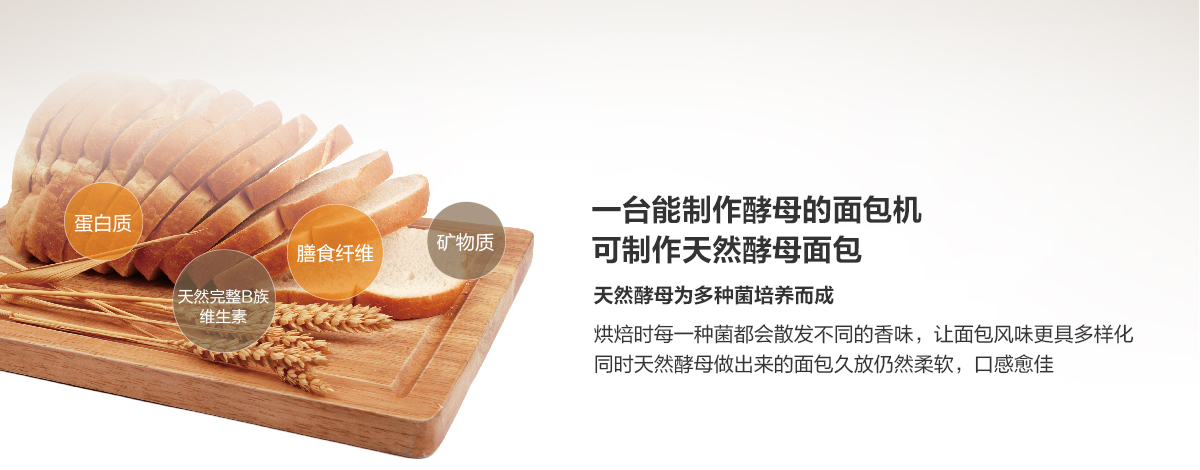 一台能制作酵母的面包机
可制作天然酵母面包
天然酵母为多种菌培养而成
烘焙时每一种菌都会散发不同的香味，让面包风味更具多样化
同时天然酵母做出来的面包久放仍然柔软，口感愈佳
蛋白质
天然完整B族
维生素
膳食纤维
矿物质